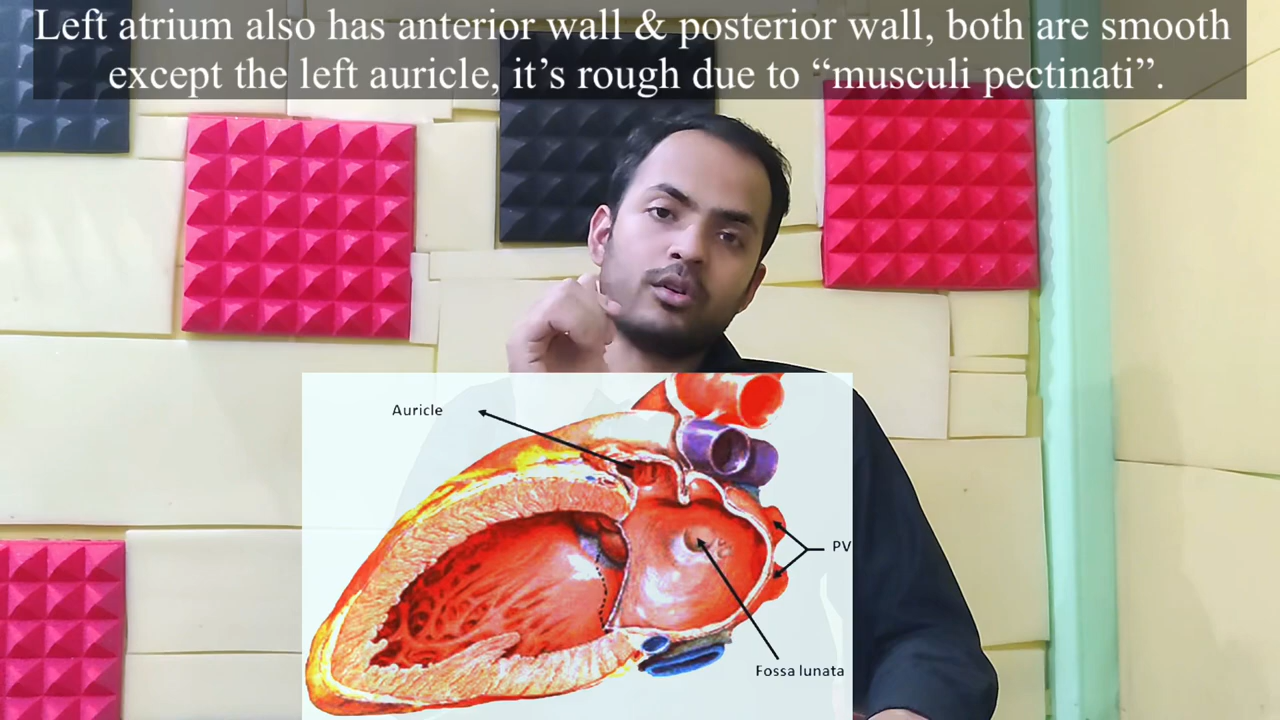 Left atrium also has anterior wall & posterior wall, both are smooth
except the left auricle, it's rough due to “musculi pectinati”.
Auricle
PV
Fossa lunata